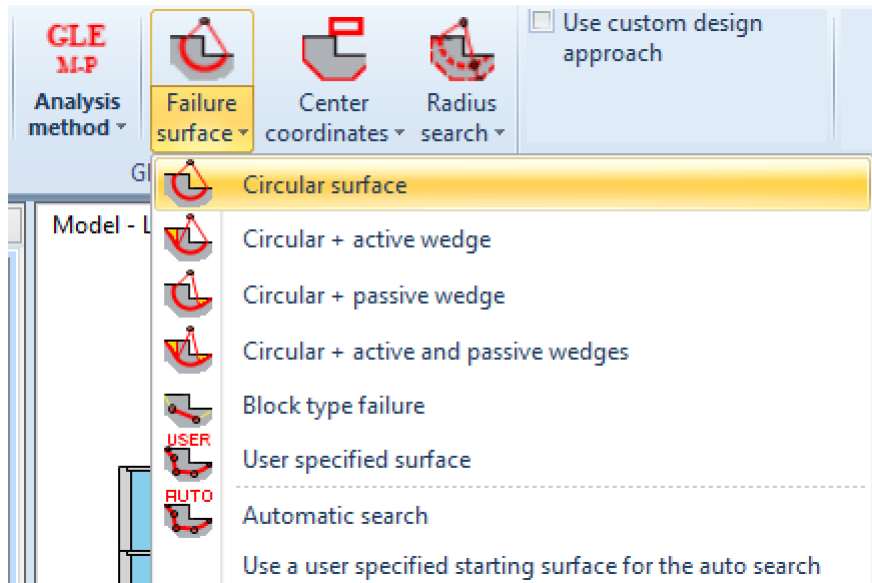 GLE
M-P
Analysis
method
Failure
surface
Center
coordinates
Radius
search
Use custom design
approach
Gl
Circular surface
Model - L
Circular + active wedge
Circular + passive wedge
Circular + active and passive wedges
Block type failure
USER
User specified surface
AUTO
Automatic search
Use a user specified starting surface for the auto search